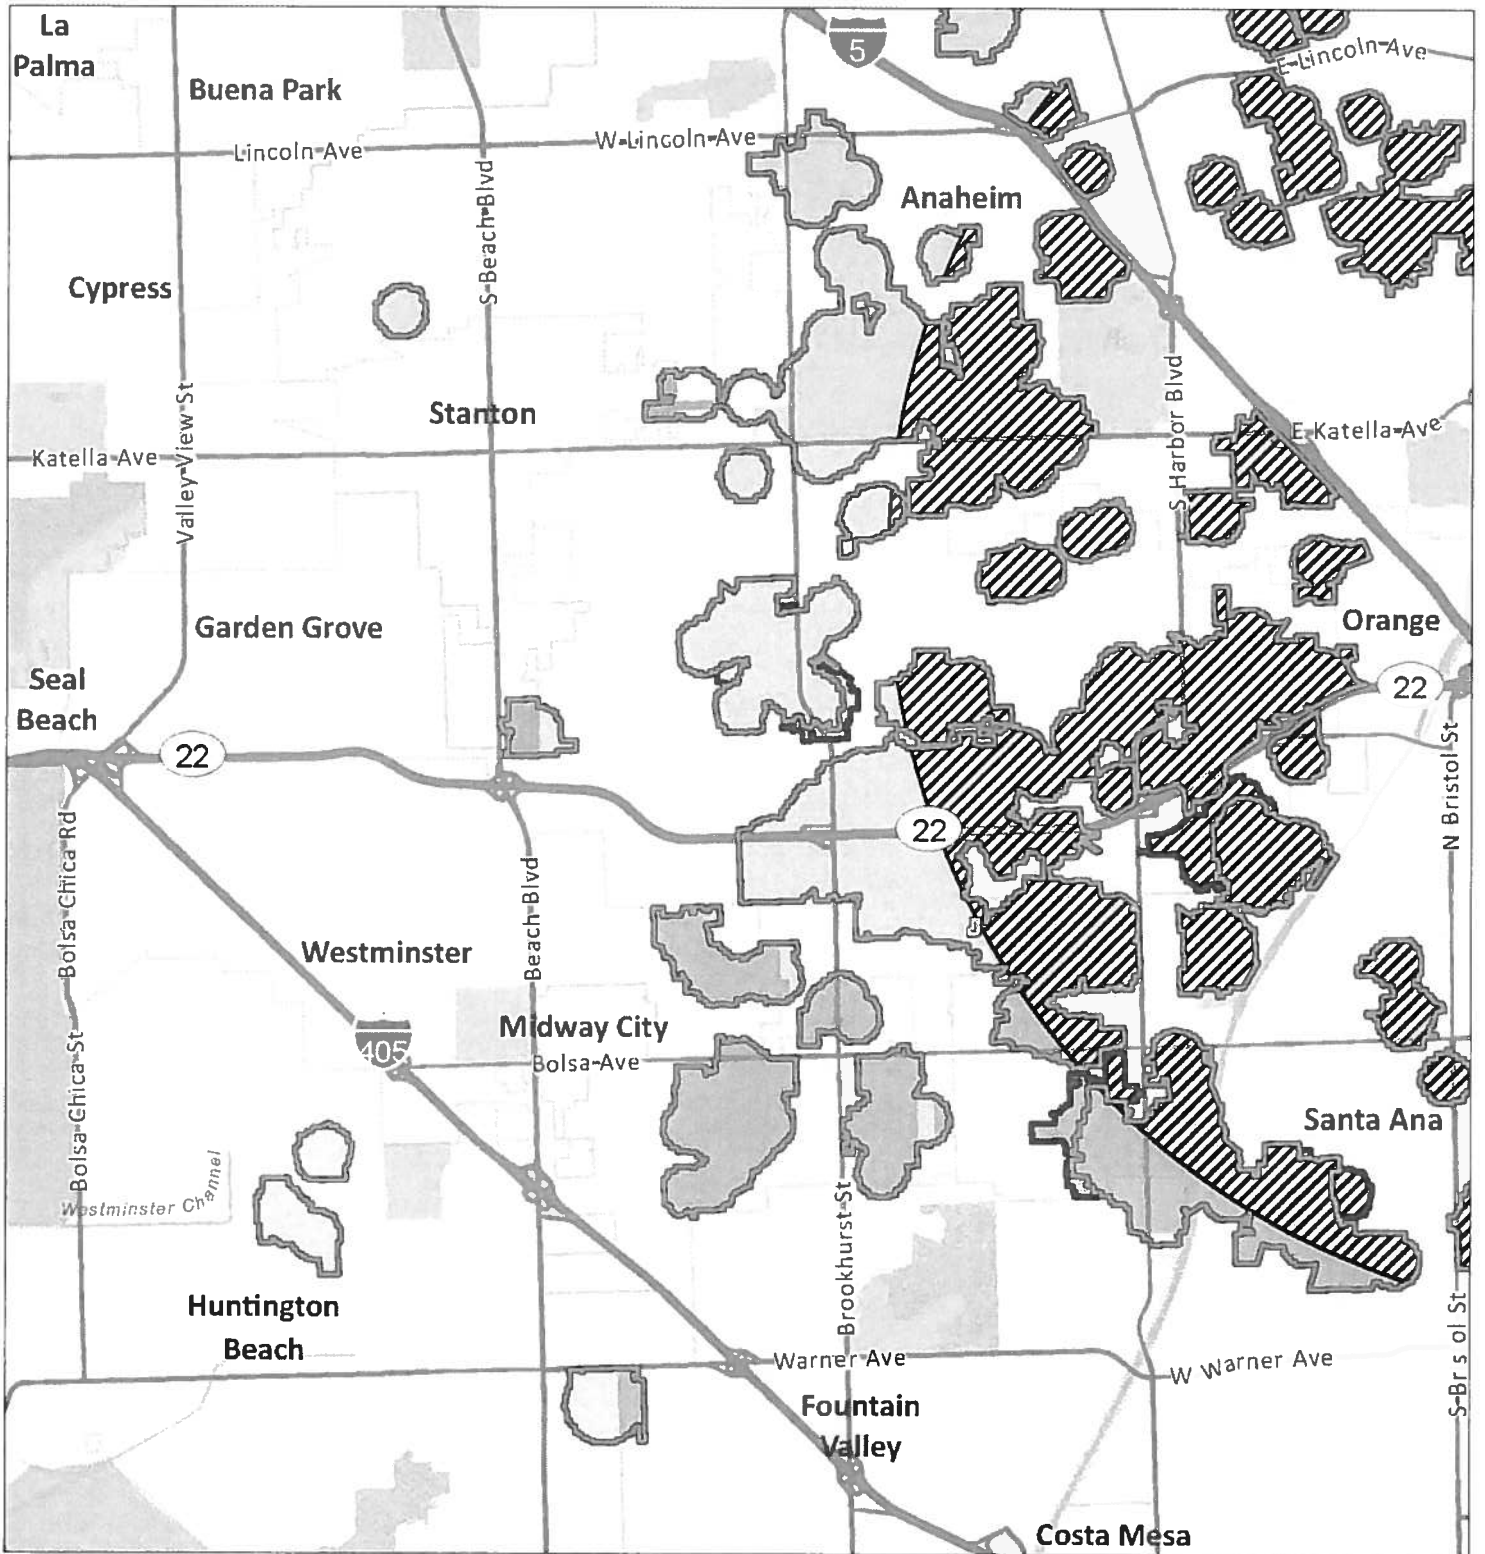 La
Palma
Buena Park
5
E-Lincoln-Ave
Lincoln-Ave
W-Lincoln-Ave
S-Beach-Blvd
Anaheim
Cypress
Valley-View-St
Stanton
S Harbor Blvd
Katella-Ave
E-Katella-Ave
Garden Grove
Orange
Seal
Beach
22
22
22
N Bristol St
Bolsa-Chica-Rd
Beach-Blvd
Westminster
Midway City
405
Bolsa-Ave
Bolsa-Chica-St
Santa Ana
Westminster Channel
Brookhurst-St
Huntington
Beach
Warner Ave
W Warner Ave
S-Br s ol St
Fountain
Valley
Costa Mesa